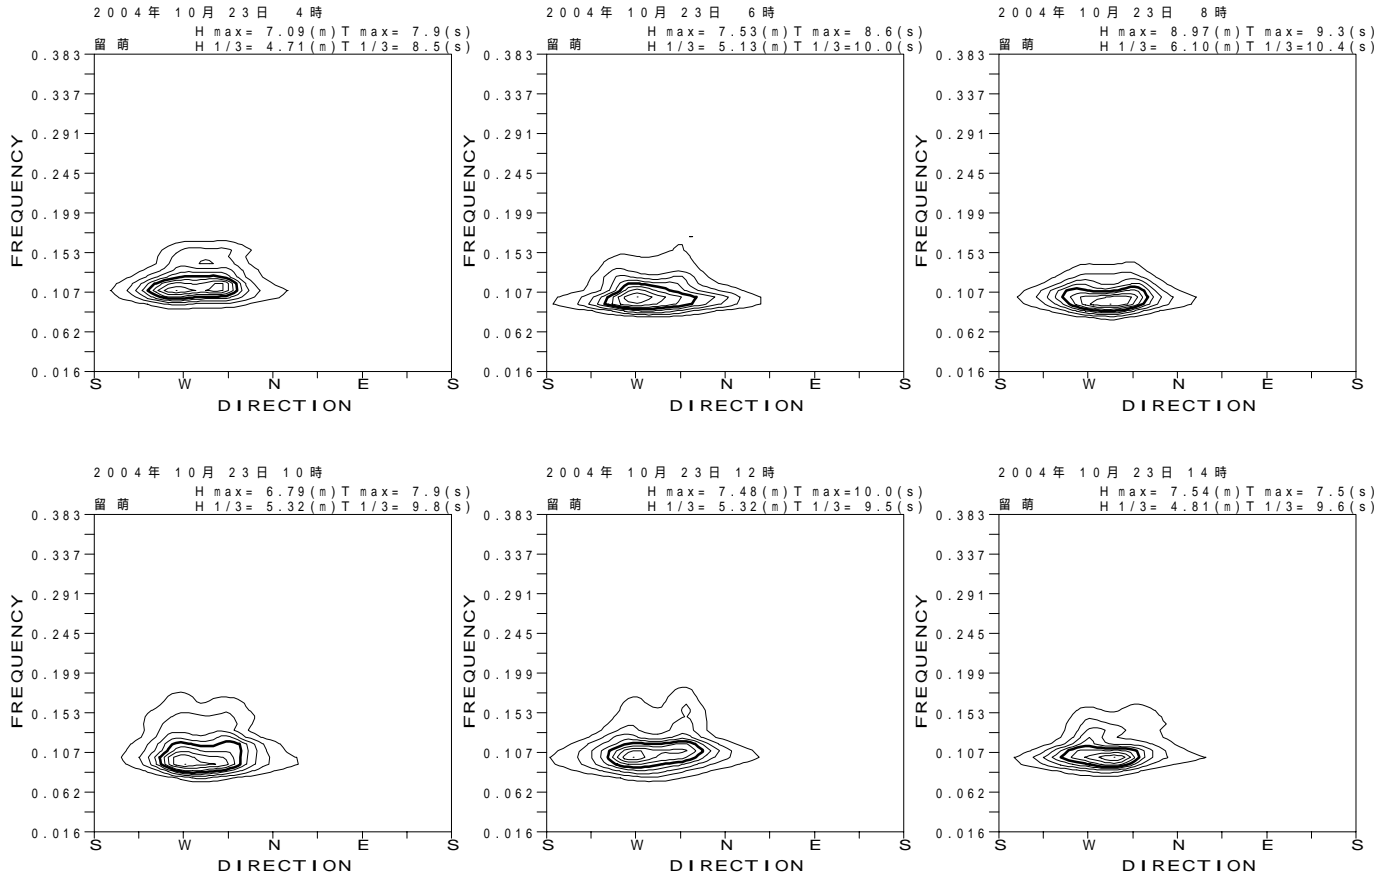 2004年 10月 23日 4時
H max= 7.09(m) T max= 7.9(s)
留 萌 H 1/3= 4.71(m) T 1/3= 8.5(s)
0.383
0.337
0.291
0.245
0.199
0.153
0.107
0.062
0.016
FREQUENCY
S W N E S
DIRECTION
2004年 10月 23日 6時
H max= 7.53(m) T max= 8.6(s)
留 萌 H 1/3= 5.13(m) T 1/3=10.0(s)
0.383
0.337
0.291
0.245
0.199
0.153
0.107
0.062
0.016
FREQUENCY
S W N E S
DIRECTION
2004年 10月 23日 8時
H max= 8.97(m) T max= 9.3(s)
留 萌 H 1/3= 6.10(m) T 1/3=10.4(s)
0.383
0.337
0.291
0.245
0.199
0.153
0.107
0.062
0.016
FREQUENCY
S W N E S
DIRECTION
2004年 10月 23日 10時
H max= 6.79(m) T max= 7.9(s)
留 萌 H 1/3= 5.32(m) T 1/3= 9.8(s)
0.383
0.337
0.291
0.245
0.199
0.153
0.107
0.062
0.016
FREQUENCY
S W N E S
DIRECTION
2004年 10月 23日 12時
H max= 7.48(m) T max=10.0(s)
留 萌 H 1/3= 5.32(m) T 1/3= 9.5(s)
0.383
0.337
0.291
0.245
0.199
0.153
0.107
0.062
0.016
FREQUENCY
S W N E S
DIRECTION
2004年 10月 23日 14時
H max= 7.54(m) T max= 7.5(s)
留 萌 H 1/3= 4.81(m) T 1/3= 9.6(s)
0.383
0.337
0.291
0.245
0.199
0.153
0.107
0.062
0.016
FREQUENCY
S W N E S
DIRECTION